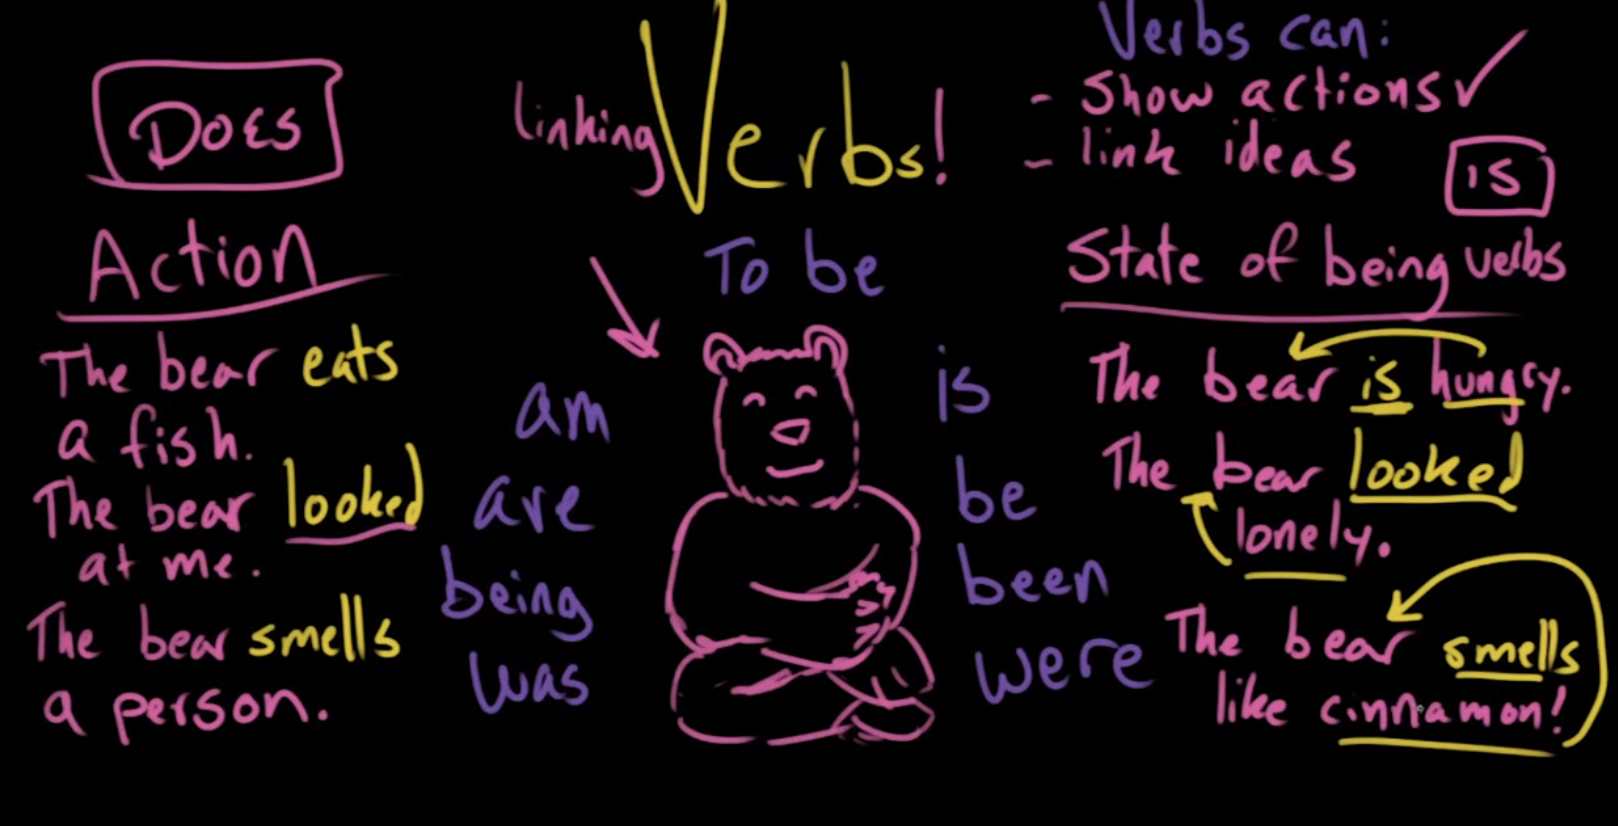 Does
Action
The bear eats
a fish.
The bear looked
at me.
The bear smells
a person.
linking Verbs!
To be
am
are
being
was
is
be
been
were
Verbs can:
- Show actions ✓
- link ideas
is
State of being verbs
The bear is hungry.
The bear looked
lonely.
The bear smells
like cinnamon!